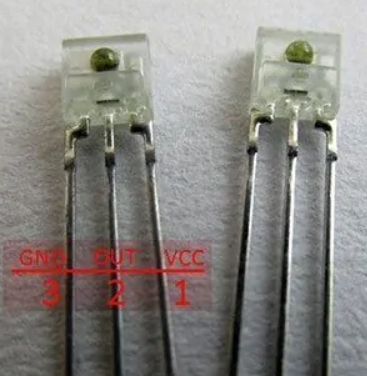 GND OUT VCC
3 2 1